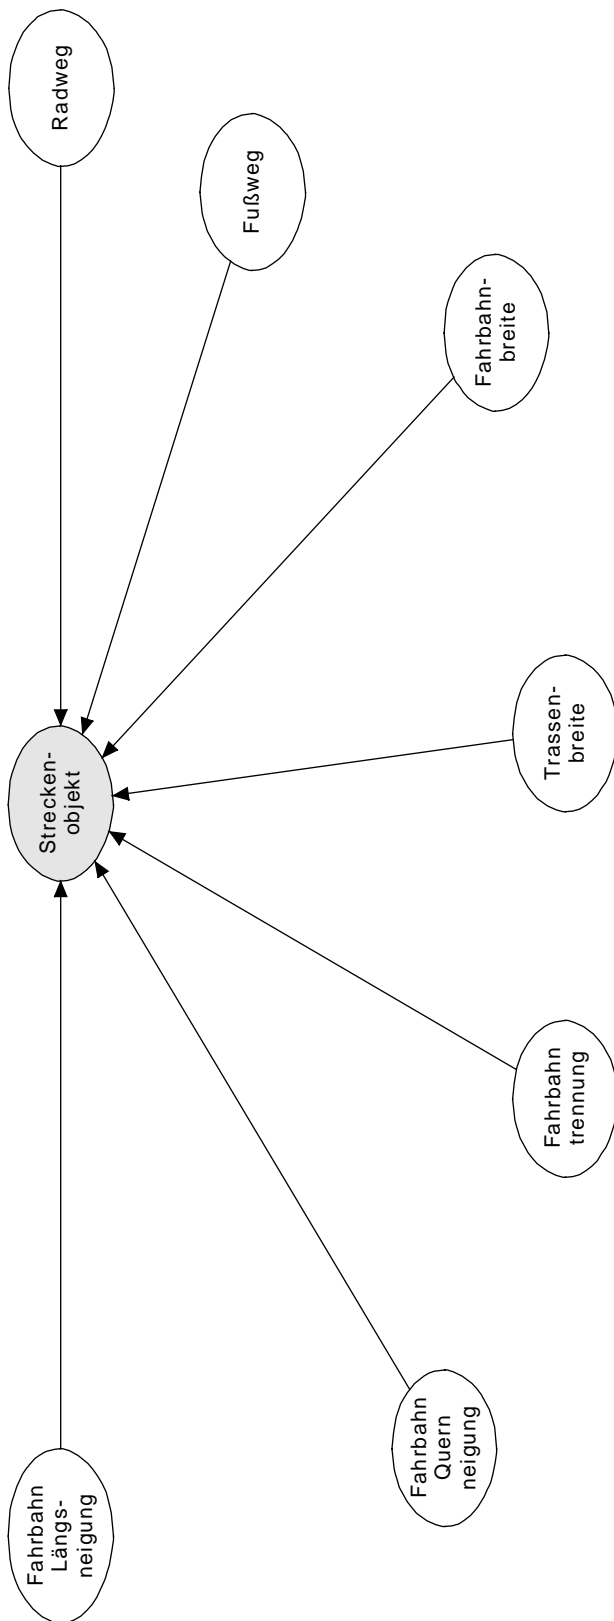 Strecken-
objekt
Fahrbahn
Längs-
neigung
Radweg
Fahrbahn
Quern
neigung
Fußweg
Fahrbahn
trennung
Trassen-
breite
Fahrbahn-
breite